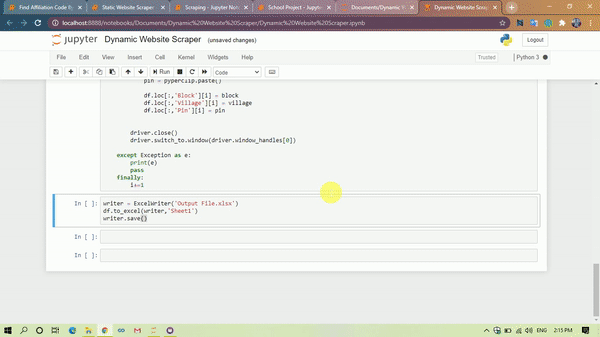 Find Affiliation Code fr
Static Website Scraper
Scraping - Jupyter Not
School Project - Jupyte
Documents/Dynamic
Dynamic Website Scra
localhost:8888/notebooks/Documents/Dynamic%20Website%20Scraper/Dynamic%20Website%20Scraper.ipynb
jupyter Dynamic Website Scraper (unsaved changes)
Logout
File Edit View Insert Cell Kernel Widgets Help
Trusted Python 3
Run Code
pin = pyperclip.paste()
df.loc[:,'Block'][i] = block
df.loc[:,'Village'][i] = village
df.loc[:,'Pin'][i] = pin
driver.close()
driver.switch_to.window(driver.window_handles[0])
except Exception as e:
print(e)
pass
finally:
In [ ]:
writer = ExcelWriter('Output File.xlsx')
df.to_excel(writer,'Sheet1')
writer.save()
In [ ]:
In [ ]:
ENG 2:15 PM